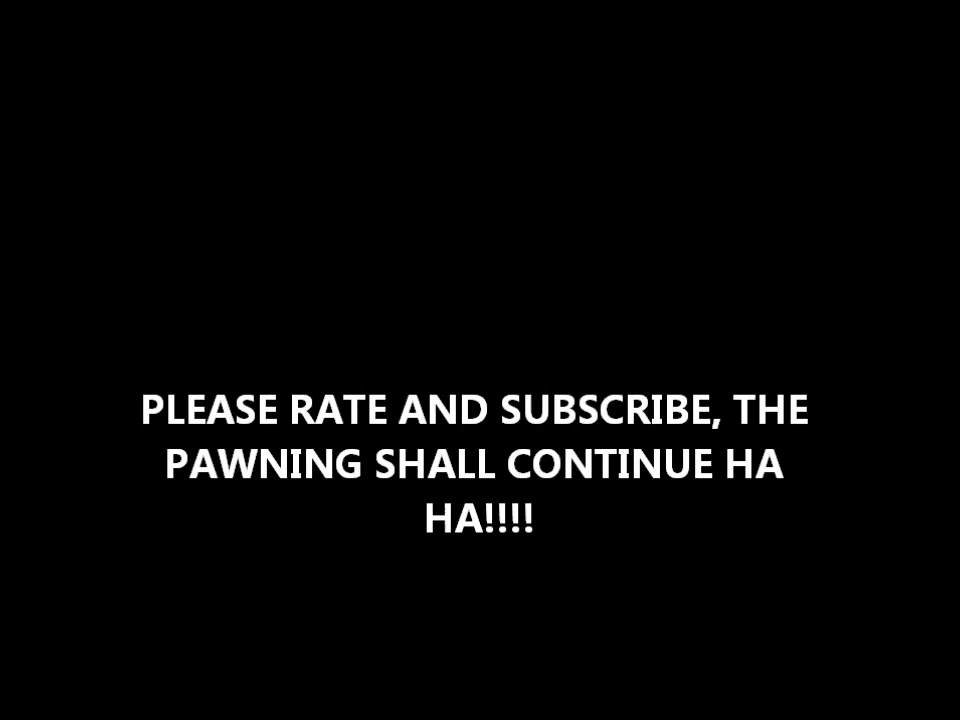 PLEASE RATE AND SUBSCRIBE, THE
PAWNING SHALL CONTINUE HA
HA!!!!